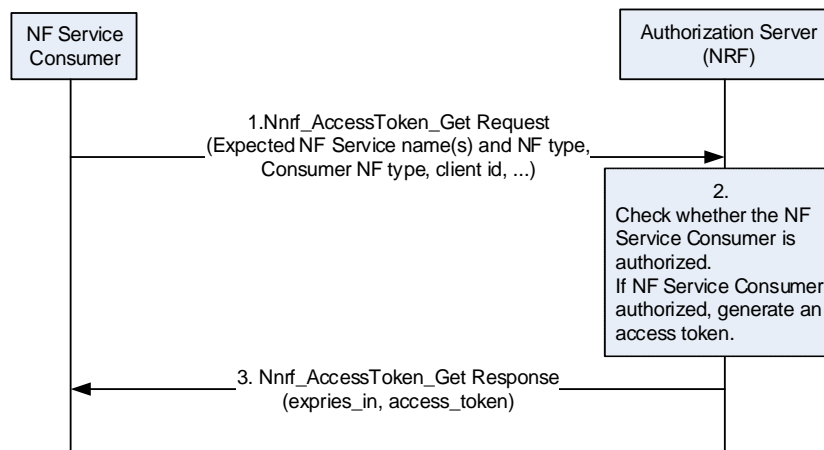 NF Service
Consumer
Authorization Server
(NRF)
1.Nnrf_AccessToken_Get Request
(Expected NF Service name(s) and NF type,
Consumer NF type, client id, ...)
2.
Check whether the NF
Service Consumer is
authorized.
If NF Service Consumer
authorized, generate an
access token.
3. Nnrf_AccessToken_Get Response
(expries_in, access_token)